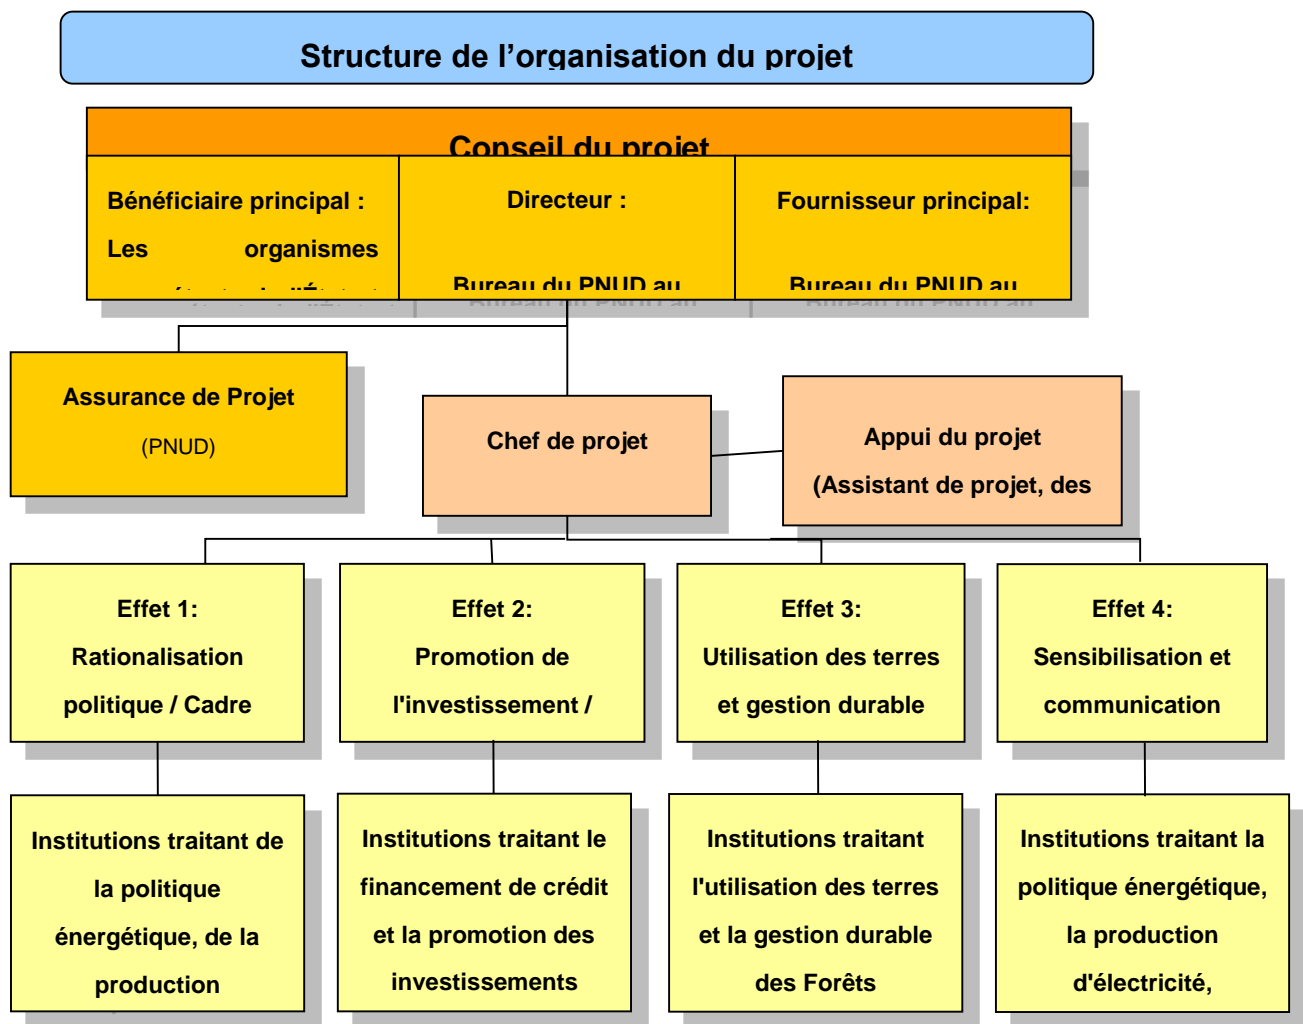 Structure de l’organisation du projet
Conseil du projet
Bénéficiaire principal :
Les organismes
Directeur :
Bureau du PNUD au
Fournisseur principal:
Bureau du PNUD au
Assurance de Projet
(PNUD)
Chef de projet
Appui du projet
(Assistant de projet, des
Effet 1:
Rationalisation
politique / Cadre
Effet 2:
Promotion de
l'investissement /
Effet 3:
Utilisation des terres
et gestion durable
Effet 4:
Sensibilisation et
communication
Institutions traitant de
la politique
énergétique, de la
production
Institutions traitant le
financement de crédit
et la promotion des
investissements
Institutions traitant
l'utilisation des terres
et la gestion durable
des Forêts
Institutions traitant la
politique énergétique,
la production
d'électricité,